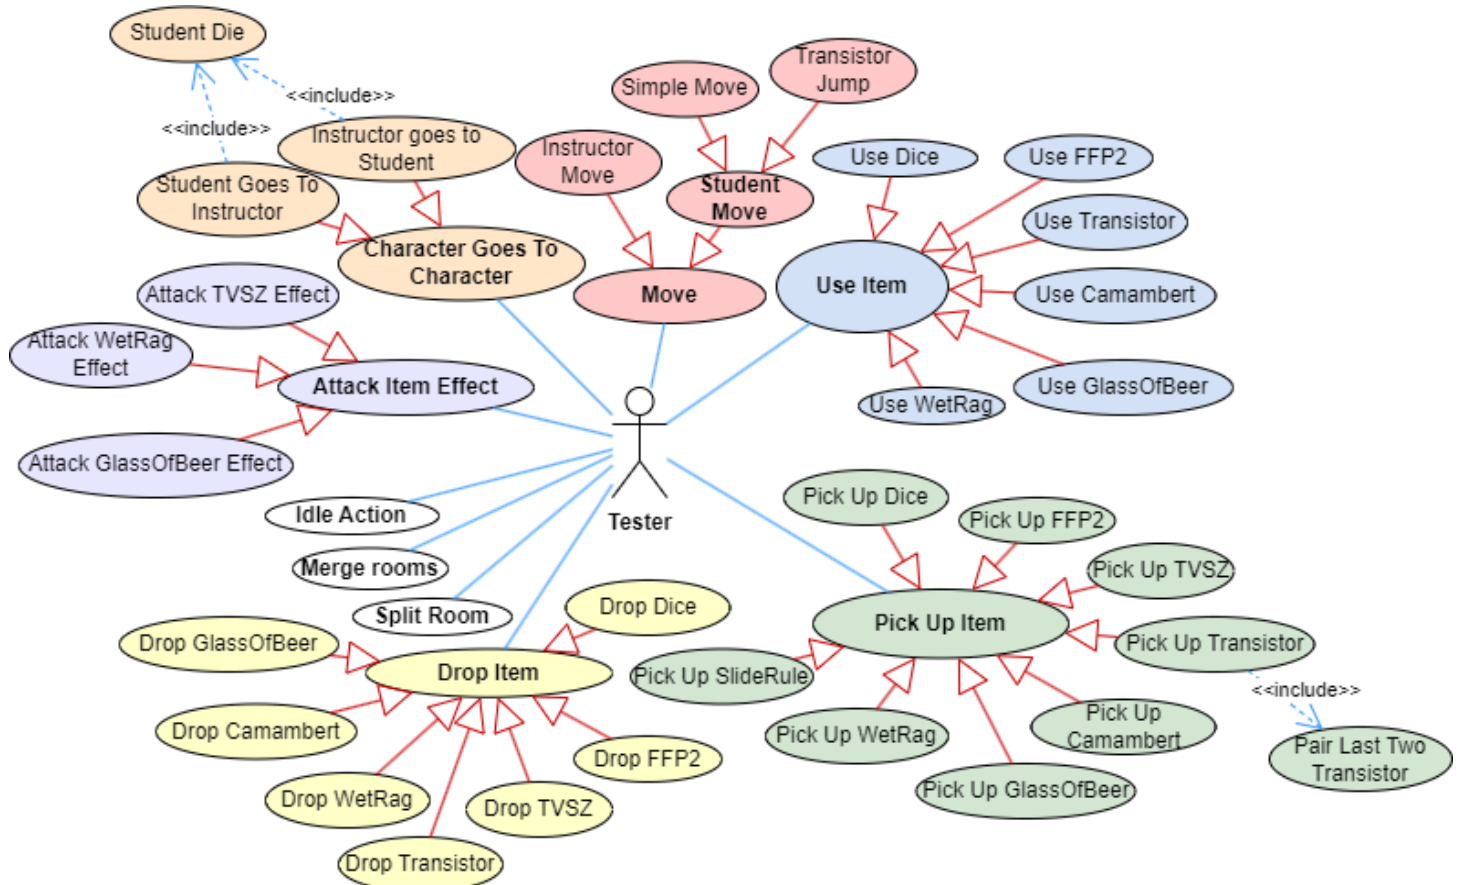 Student Die
<<include>>
<<include>>
Instructor goes to
Student
Student Goes To
Instructor
Character Goes To
Character
Simple Move
Transistor
Jump
Instructor
Move
Student
Move
Move
Use Dice
Use FFP2
Use Transistor
Use Item
Use Camambert
Use GlassOfBeer
Use WetRag
Attack TVSZ Effect
Attack WetRag
Effect
Attack Item Effect
Attack GlassOfBeer Effect
Idle Action
Merge rooms
Split Room
Tester
Pick Up Dice
Pick Up FFP2
Pick Up TVSZ
Pick Up Item
Pick Up Transistor
Pick Up SlideRule
Pick Up WetRag
Pick Up
Camambert
Pick Up GlassOfBeer
<<include>>
Pair Last Two
Transistor
Drop Dice
Drop GlassOfBeer
Drop Item
Drop Camambert
Drop FFP2
Drop WetRag
Drop TVSZ
Drop Transistor